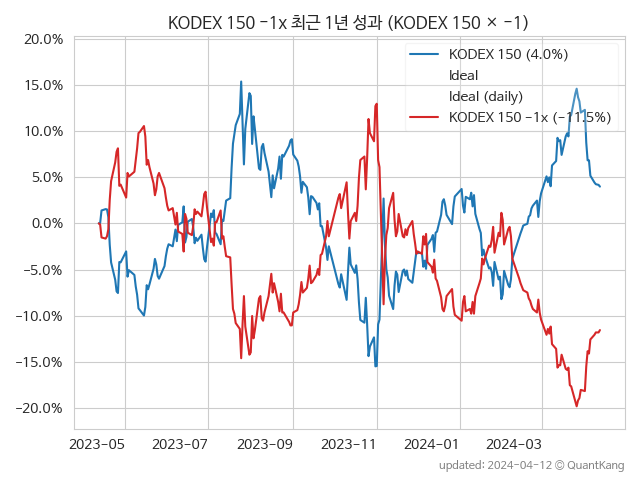 KODEX 150 -1x 최근 1년 성과 (KODEX 150 × -1)
20.0%
15.0%
10.0%
5.0%
0.0%
-5.0%
-10.0%
-15.0%
-20.0%
KODEX 150 (4.0%)
Ideal
Ideal (daily)
KODEX 150 -1x (-11.5%)
2023-05 2023-07 2023-09 2023-11 2024-01 2024-03
updated: 2024-04-12 © QuantKang